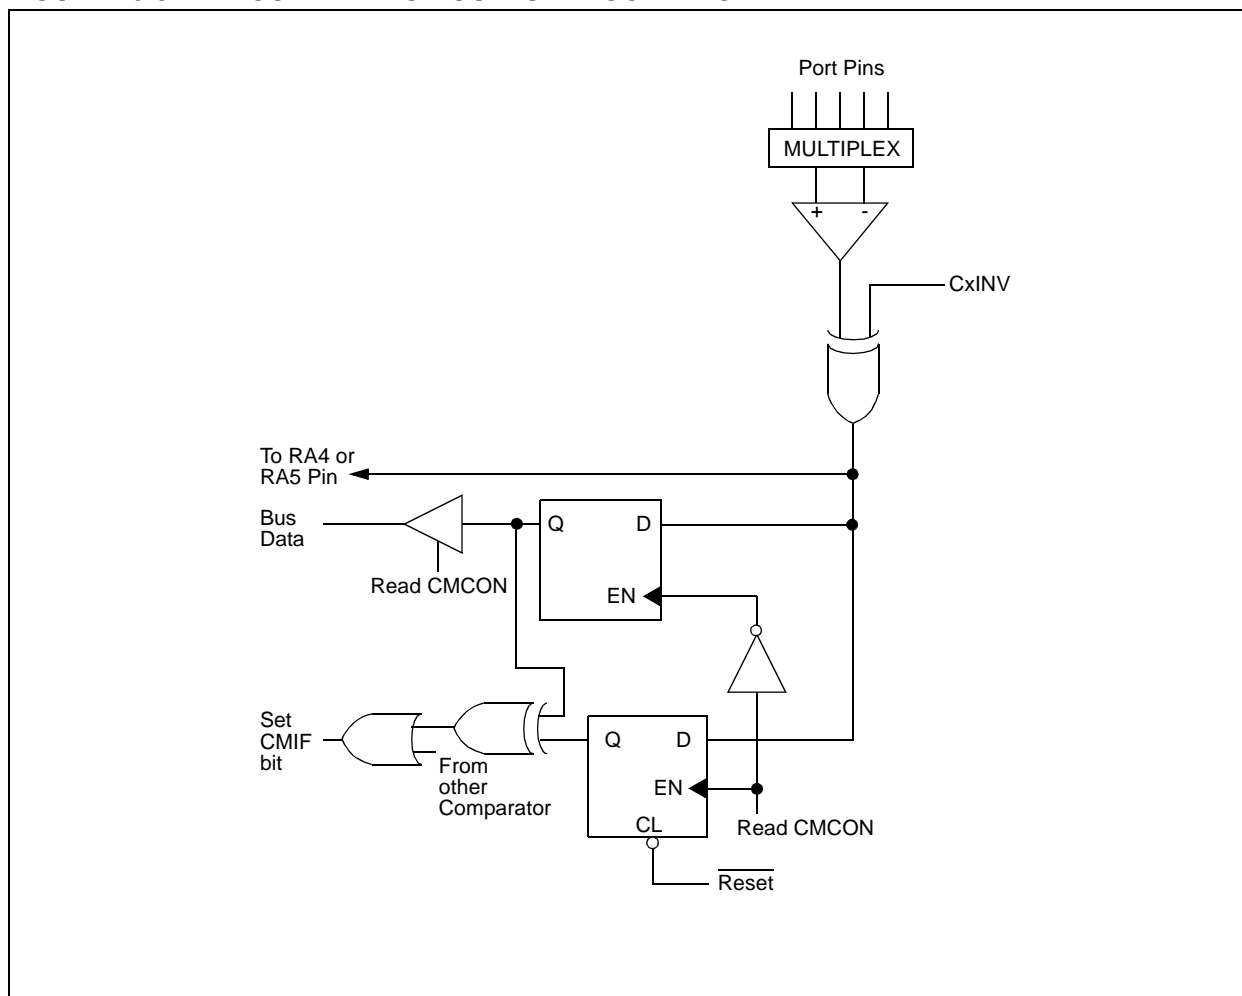 Port Pins
MULTIPLEX
+ -
CxINV
To RA4 or
RA5 Pin
Bus
Data
Q D
Read CMCON
EN
Set
CMIF
bit
From
other
Comparator
Q D
EN
CL
Read CMCON
Reset